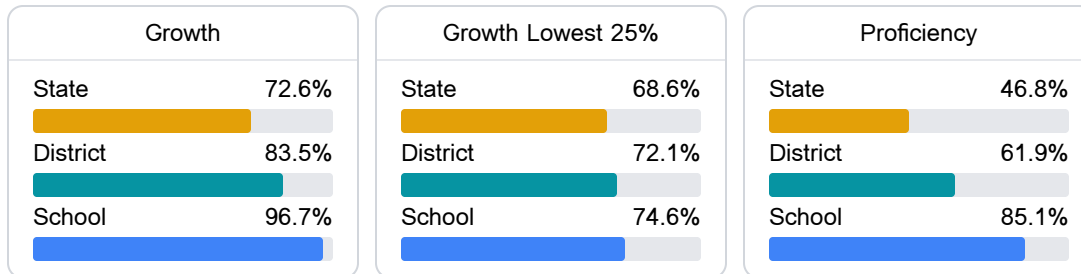 Growth
State 72.6%
District 83.5%
School 96.7%
Growth Lowest 25%
State 68.6%
District 72.1%
School 74.6%
Proficiency
State 46.8%
District 61.9%
School 85.1%